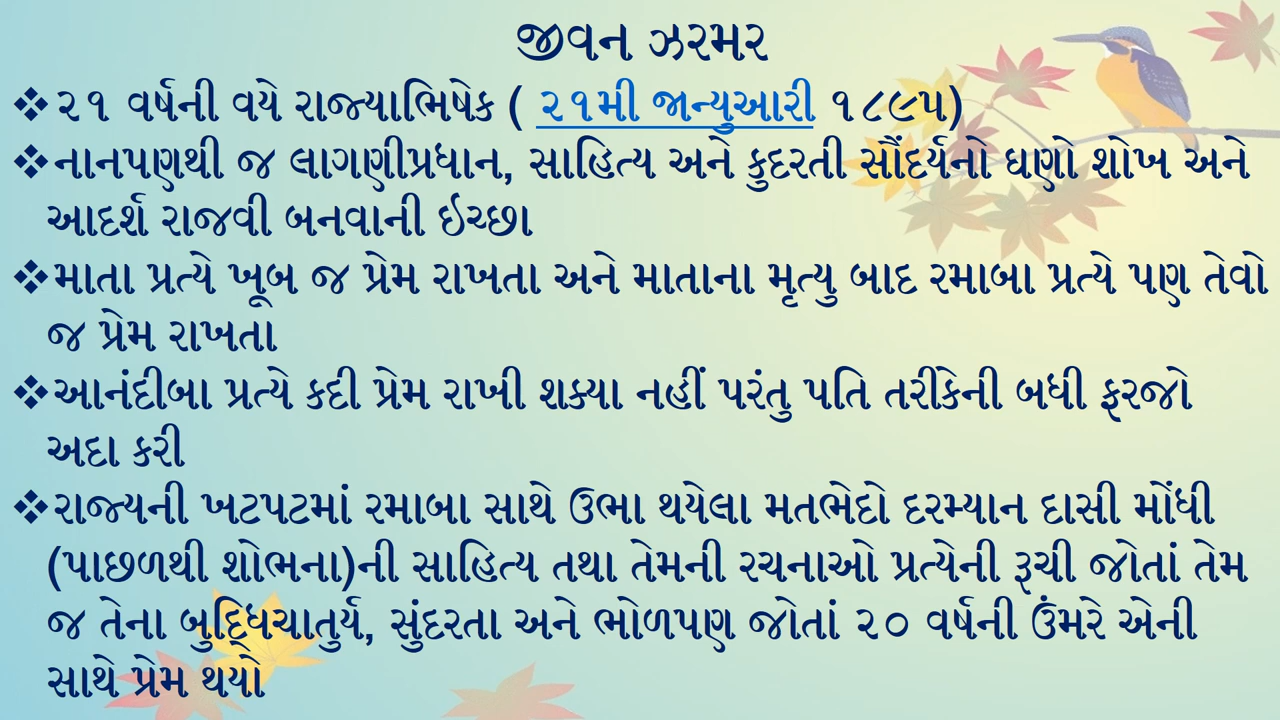 જીવન ઝરમર
❖૨૧ વર્ષની વયે રાજ્યાભિષેક ( ૨૧મી જાન્યુઆરી ૧૮૯૫)
❖નાનપણથી જ લાગણીપ્રધાન, સાહિત્ય અને કુદરતી સૌંદર્યનો ઘણો શોખ અને
આદર્શ રાજવી બનવાની ઇચ્છા
❖માતા પ્રત્યે ખૂબ જ પ્રેમ રાખતા અને માતાના મૃત્યુ બાદ રમાબા પ્રત્યે પણ તેવો
જ પ્રેમ રાખતા
❖આનંદીબા પ્રત્યે કદી પ્રેમ રાખી શક્યા નહીં પરંતુ પતિ તરીકેની બધી ફરજો
અદા કરી
❖રાજ્યની ખટપટમાં રમાબા સાથે ઉભા થયેલા મતભેદો દરમ્યાન દાસી મોંઘી
(પાછળથી શોભના)ની સાહિત્ય તથા તેમની રચનાઓ પ્રત્યેની રૂચી જોતાં તેમ
જ તેના બુદ્ધિચાતુર્ય, સુંદરતા અને ભોળપણ જોતાં ૨૦ વર્ષની ઉંમરે એની
સાથે પ્રેમ થયો